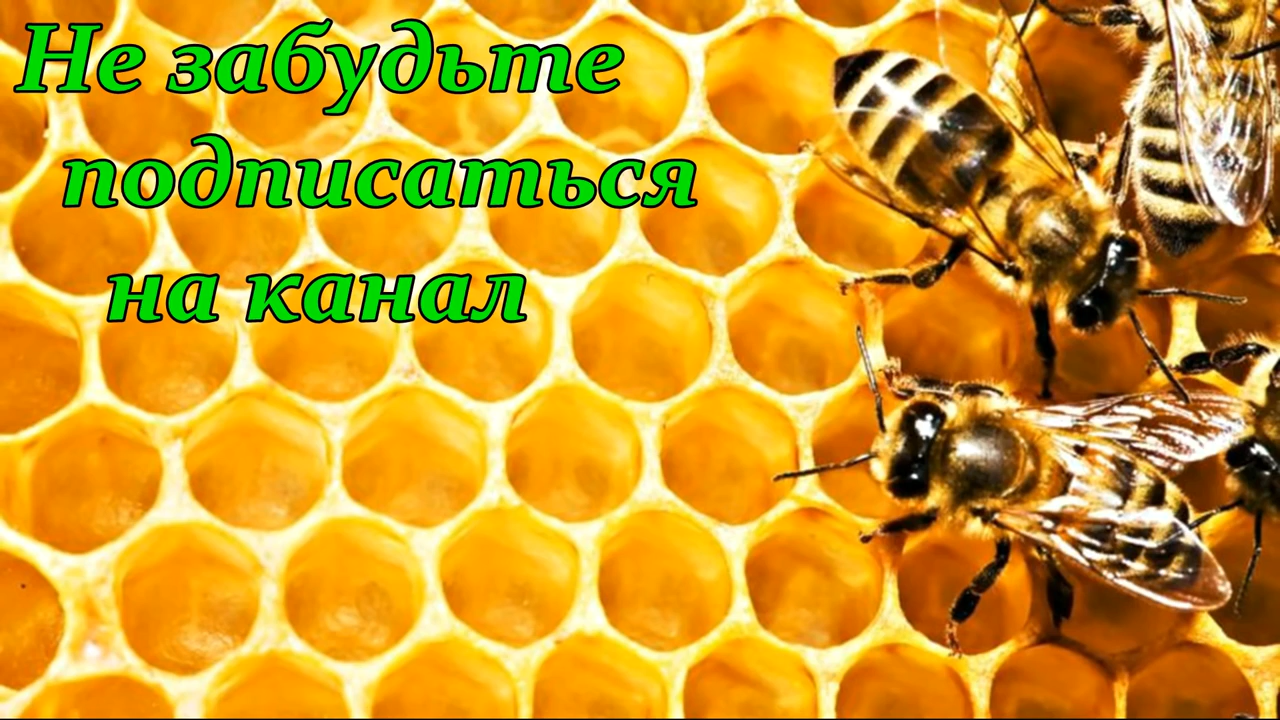 Не забудьте
подписаться
на канал